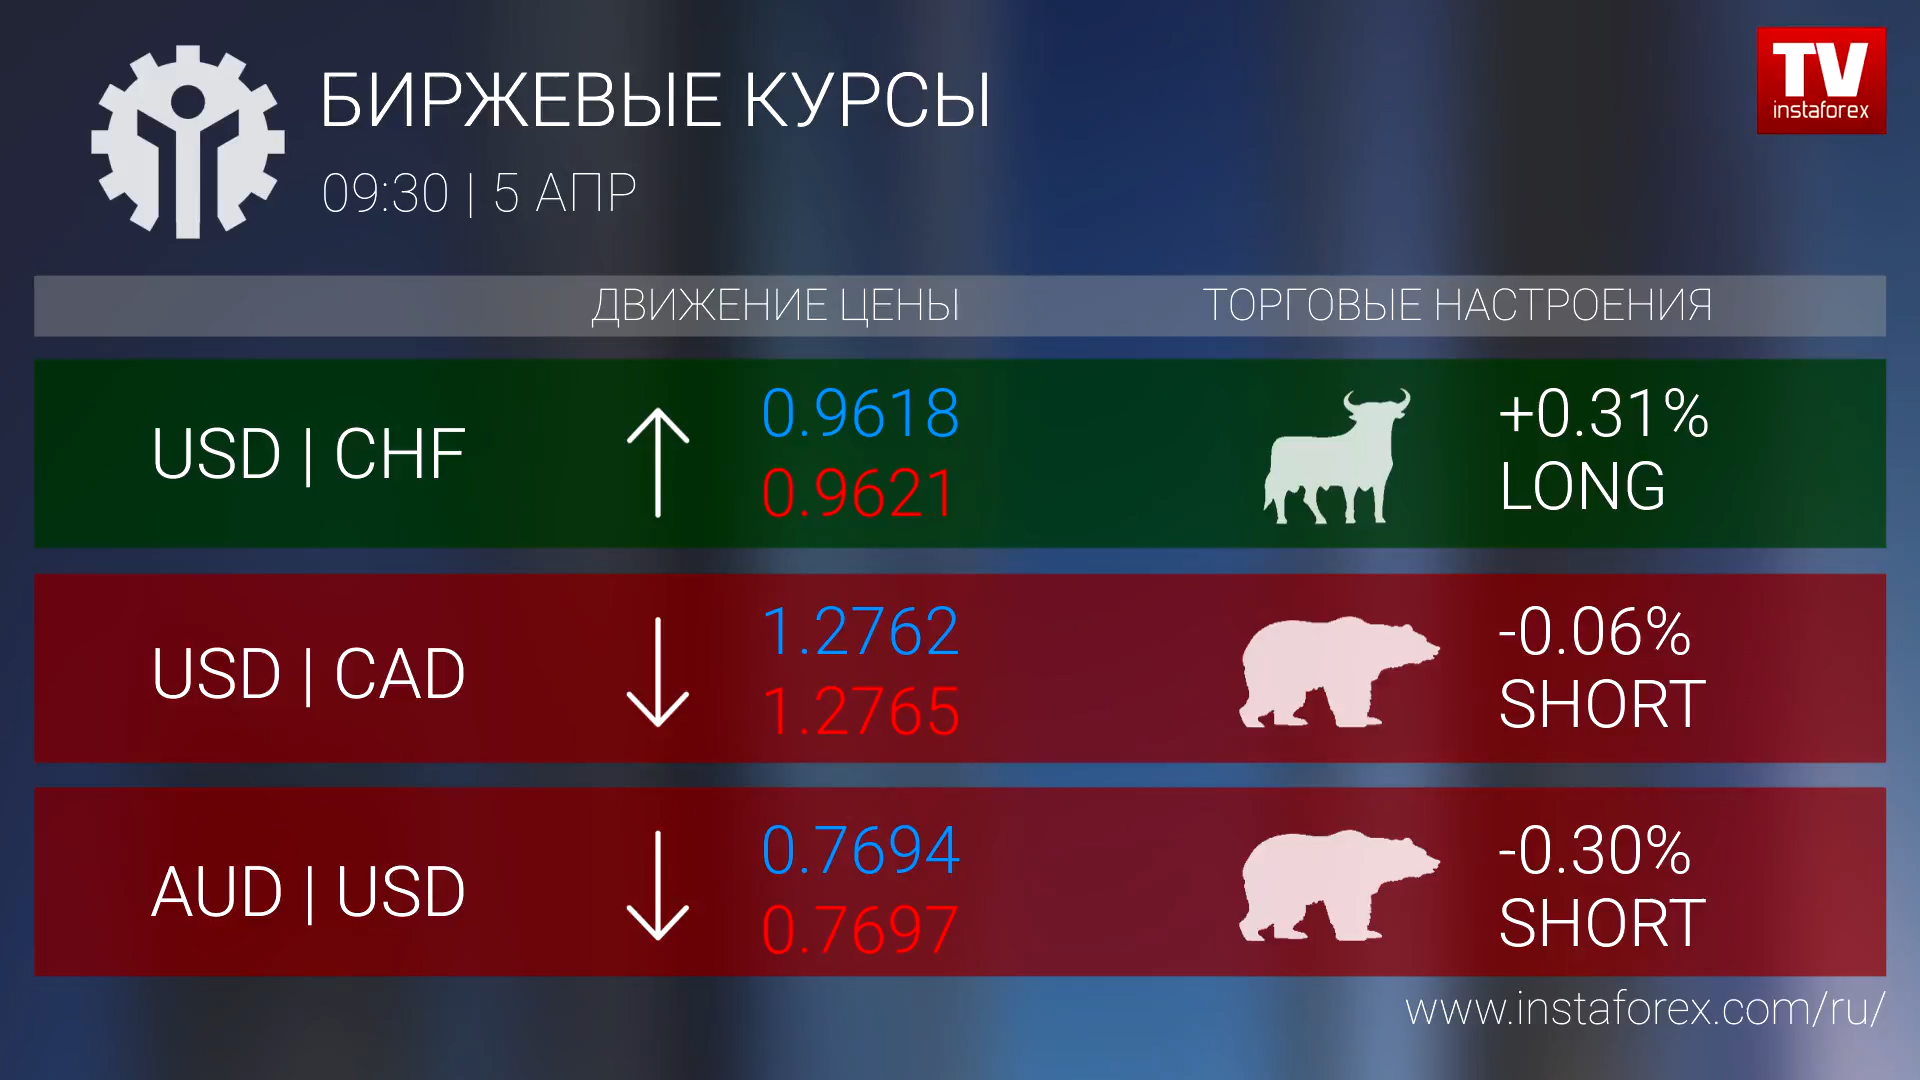 БИРЖЕВЫЕ КУРСЫ
09:30 | 5 АПР
TV
instaforex
ДВИЖЕНИЕ ЦЕНЫ ТОРГОВЫЕ НАСТРОЕНИЯ
USD | CHF
0.9618
0.9621
+0.31%
LONG
USD | CAD
1.2762
1.2765
-0.06%
SHORT
AUD | USD
0.7694
0.7697
-0.30%
SHORT
www.instaforex.com/ru/